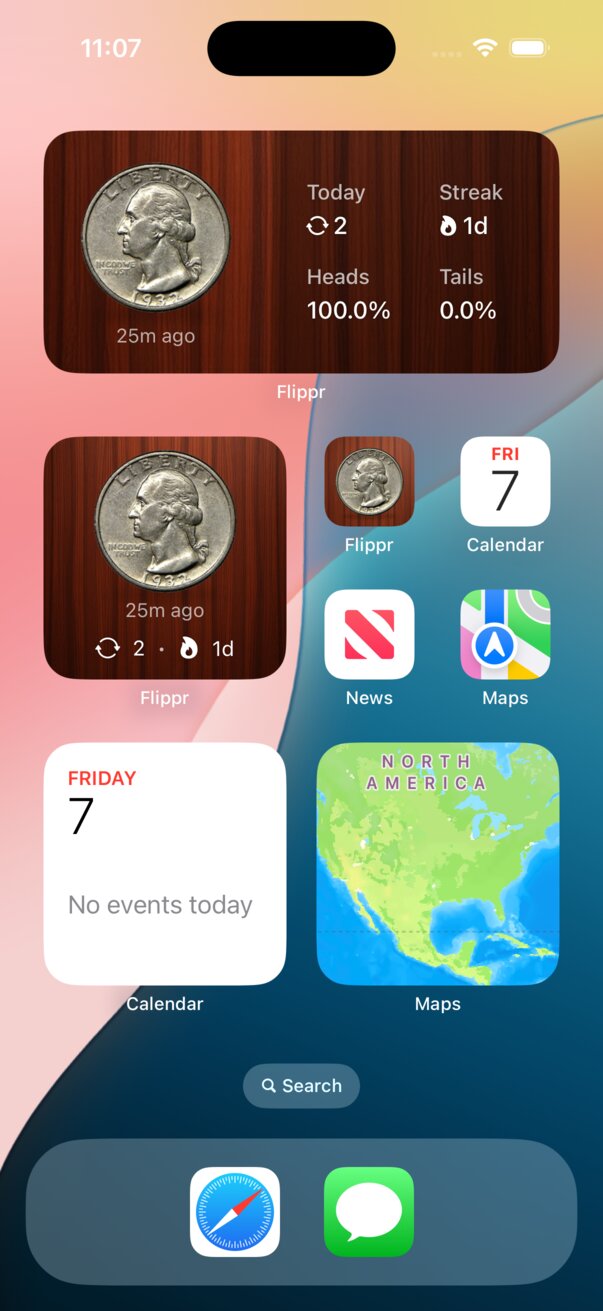 11:07
LIBERTY
IN GOD WE
TRUST
1932
25m ago
Today
2
Streak
1d
Heads
100.0%
Tails
0.0%
Flippr
LIBERTY
IN GOD WE
TRUST
1932
25m ago
2 • 1d
Flippr
Flippr
FRI
7
Calendar
News
Maps
FRIDAY
7
No events today
Calendar
NORTH
AMERICA
Maps
Search